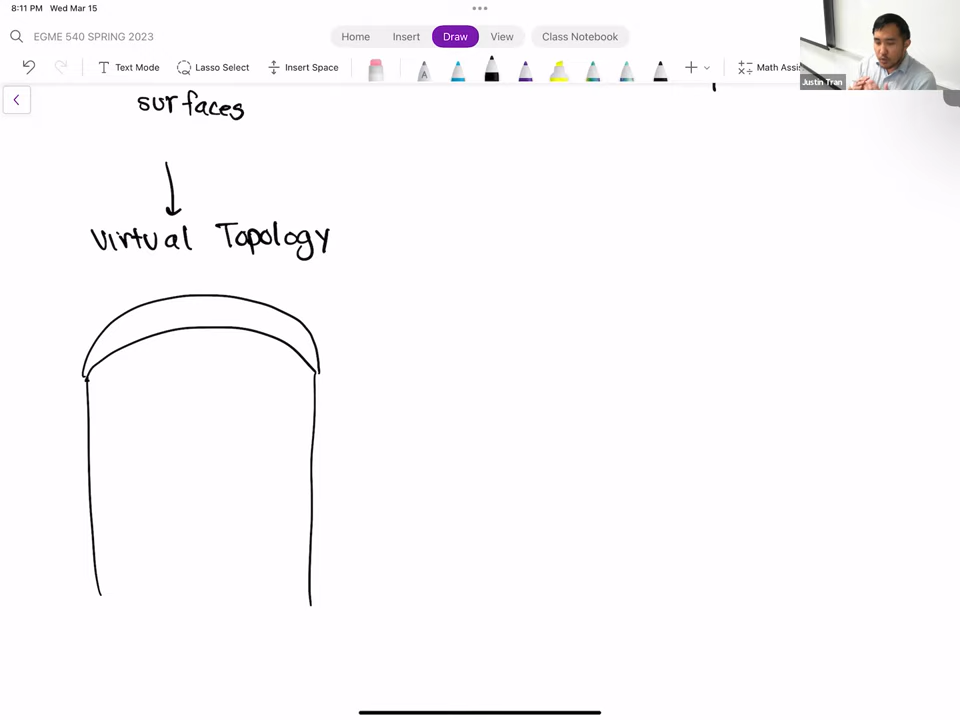 8:11 PM Wed Mar 15
EGME 540 SPRING 2023
Home Insert Draw View Class Notebook
Text Mode Lasso Select Insert Space A Math Assis
Justin Tran
surfaces
Virtual Topology